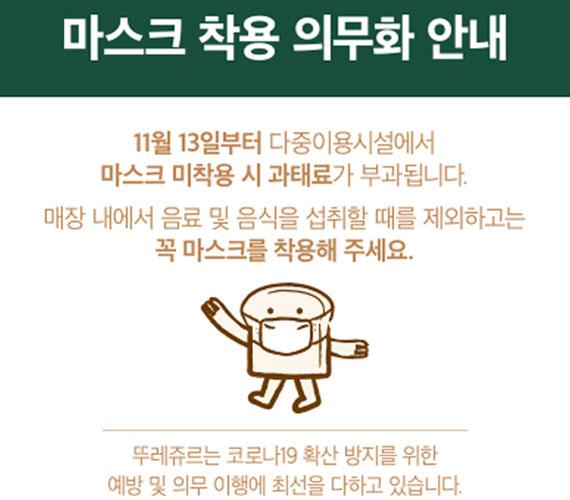 마스크 착용 의무화 안내
11월 13일부터 다중이용시설에서
마스크 미착용 시 과태료가 부과됩니다.
매장 내에서 음료 및 음식을 섭취할 때를 제외하고는
꼭 마스크를 착용해 주세요.
뚜레쥬르는 코로나19 확산 방지를 위한
예방 및 의무 이행에 최선을 다하고 있습니다.